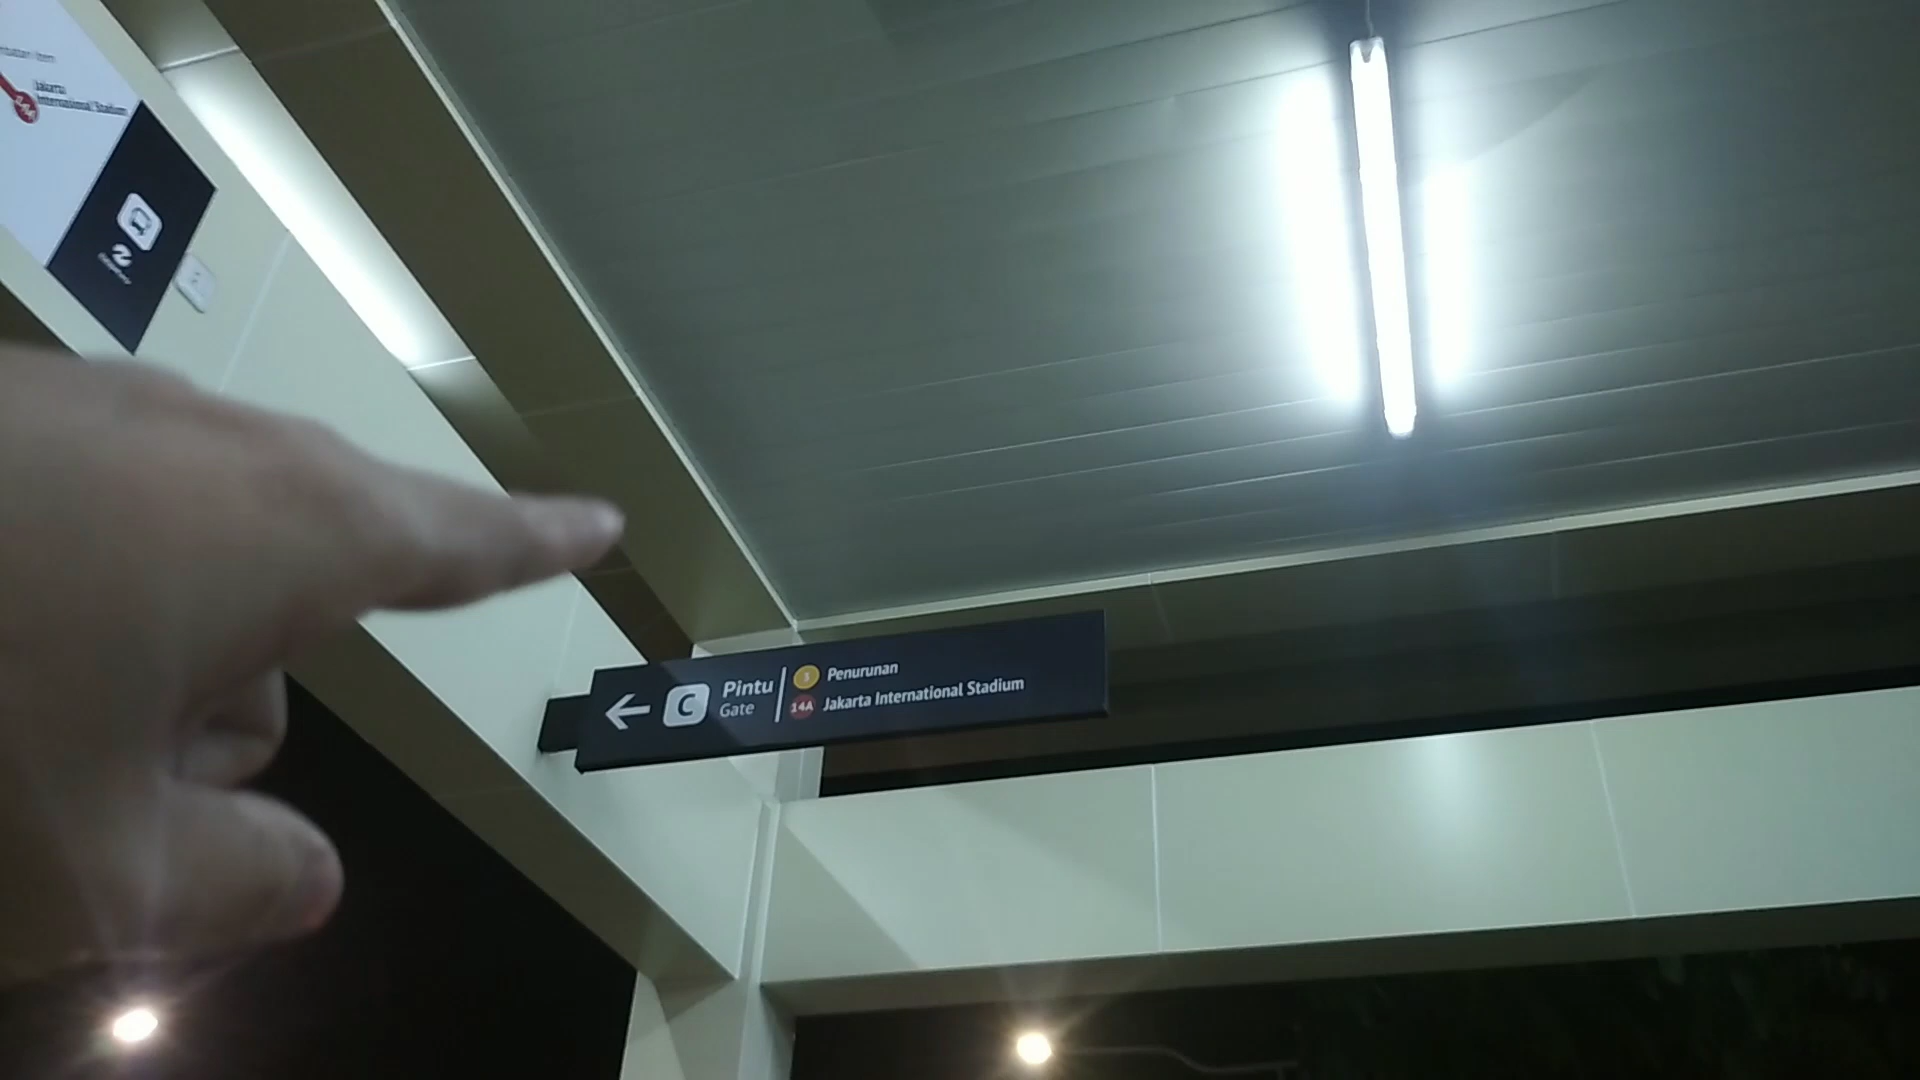 Jakarta
International Stadium
C
Pintu
Gate
3
Penurunan
14A
Jakarta International Stadium